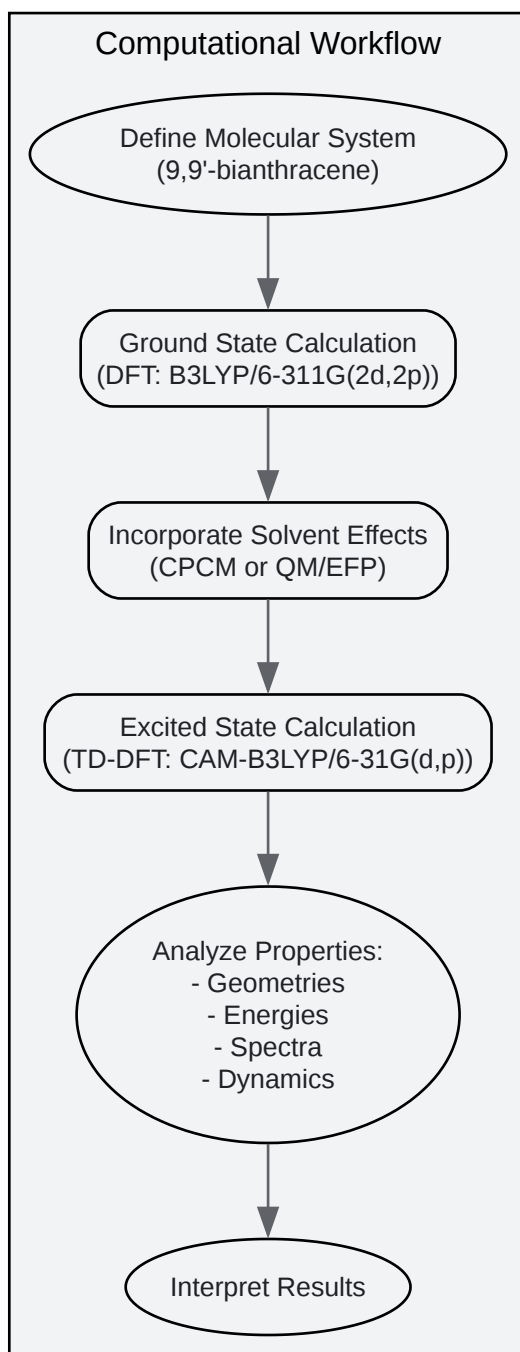 Computational Workflow
Define Molecular System
(9,9'-bianthracene)
Ground State Calculation
(DFT: B3LYP/6-311G(2d,2p))
Incorporate Solvent Effects
(CPCM or QM/EFP)
Excited State Calculation
(TD-DFT: CAM-B3LYP/6-31G(d,p))
Analyze Properties:
- Geometries
- Energies
- Spectra
- Dynamics
Interpret Results